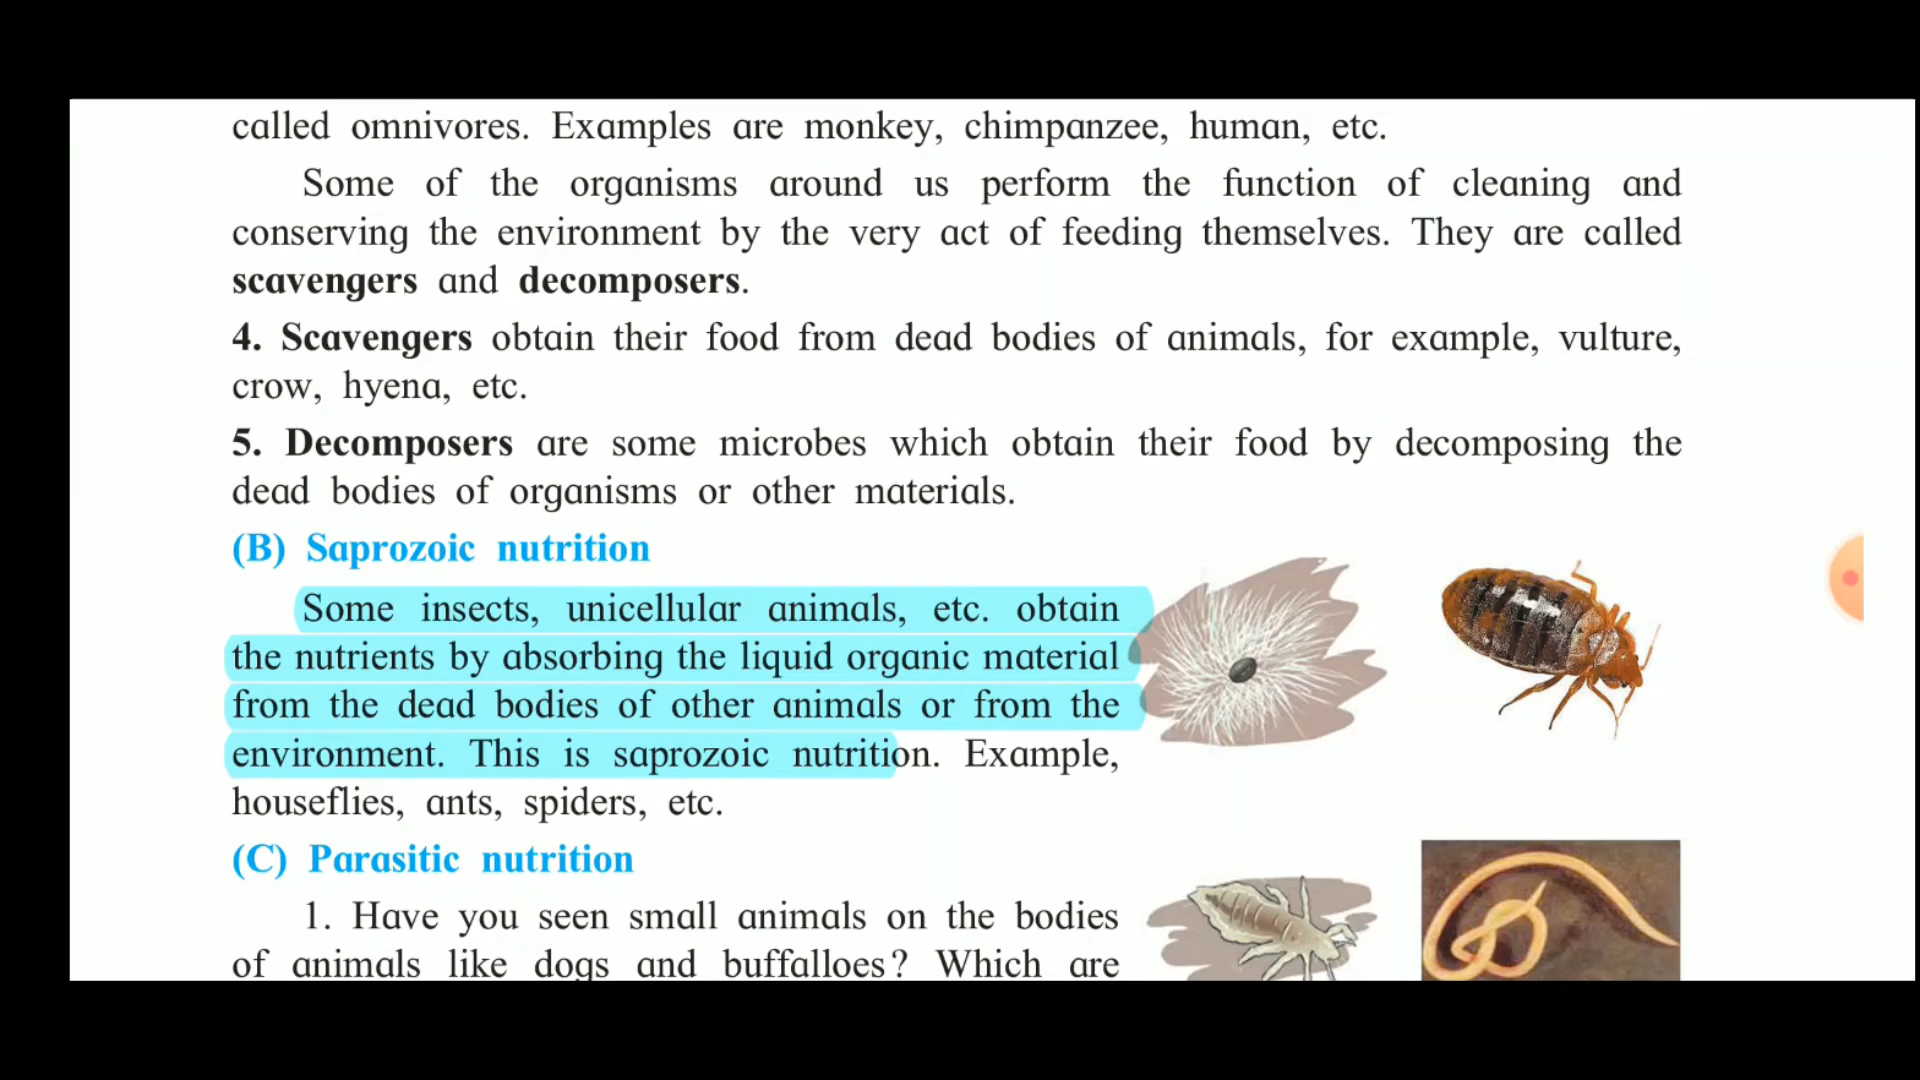 called omnivores. Examples are monkey, chimpanzee, human, etc.
Some of the organisms around us perform the function of cleaning and
conserving the environment by the very act of feeding themselves. They are called
scavengers and decomposers.
4. Scavengers obtain their food from dead bodies of animals, for example, vulture,
crow, hyena, etc.
5. Decomposers are some microbes which obtain their food by decomposing the
dead bodies of organisms or other materials.
(B) Saprozoic nutrition
Some insects, unicellular animals, etc. obtain
the nutrients by absorbing the liquid organic material
from the dead bodies of other animals or from the
environment. This is saprozoic nutrition. Example,
houseflies, ants, spiders, etc.
(C) Parasitic nutrition
1. Have you seen small animals on the bodies
of animals like dogs and buffalloes? Which are